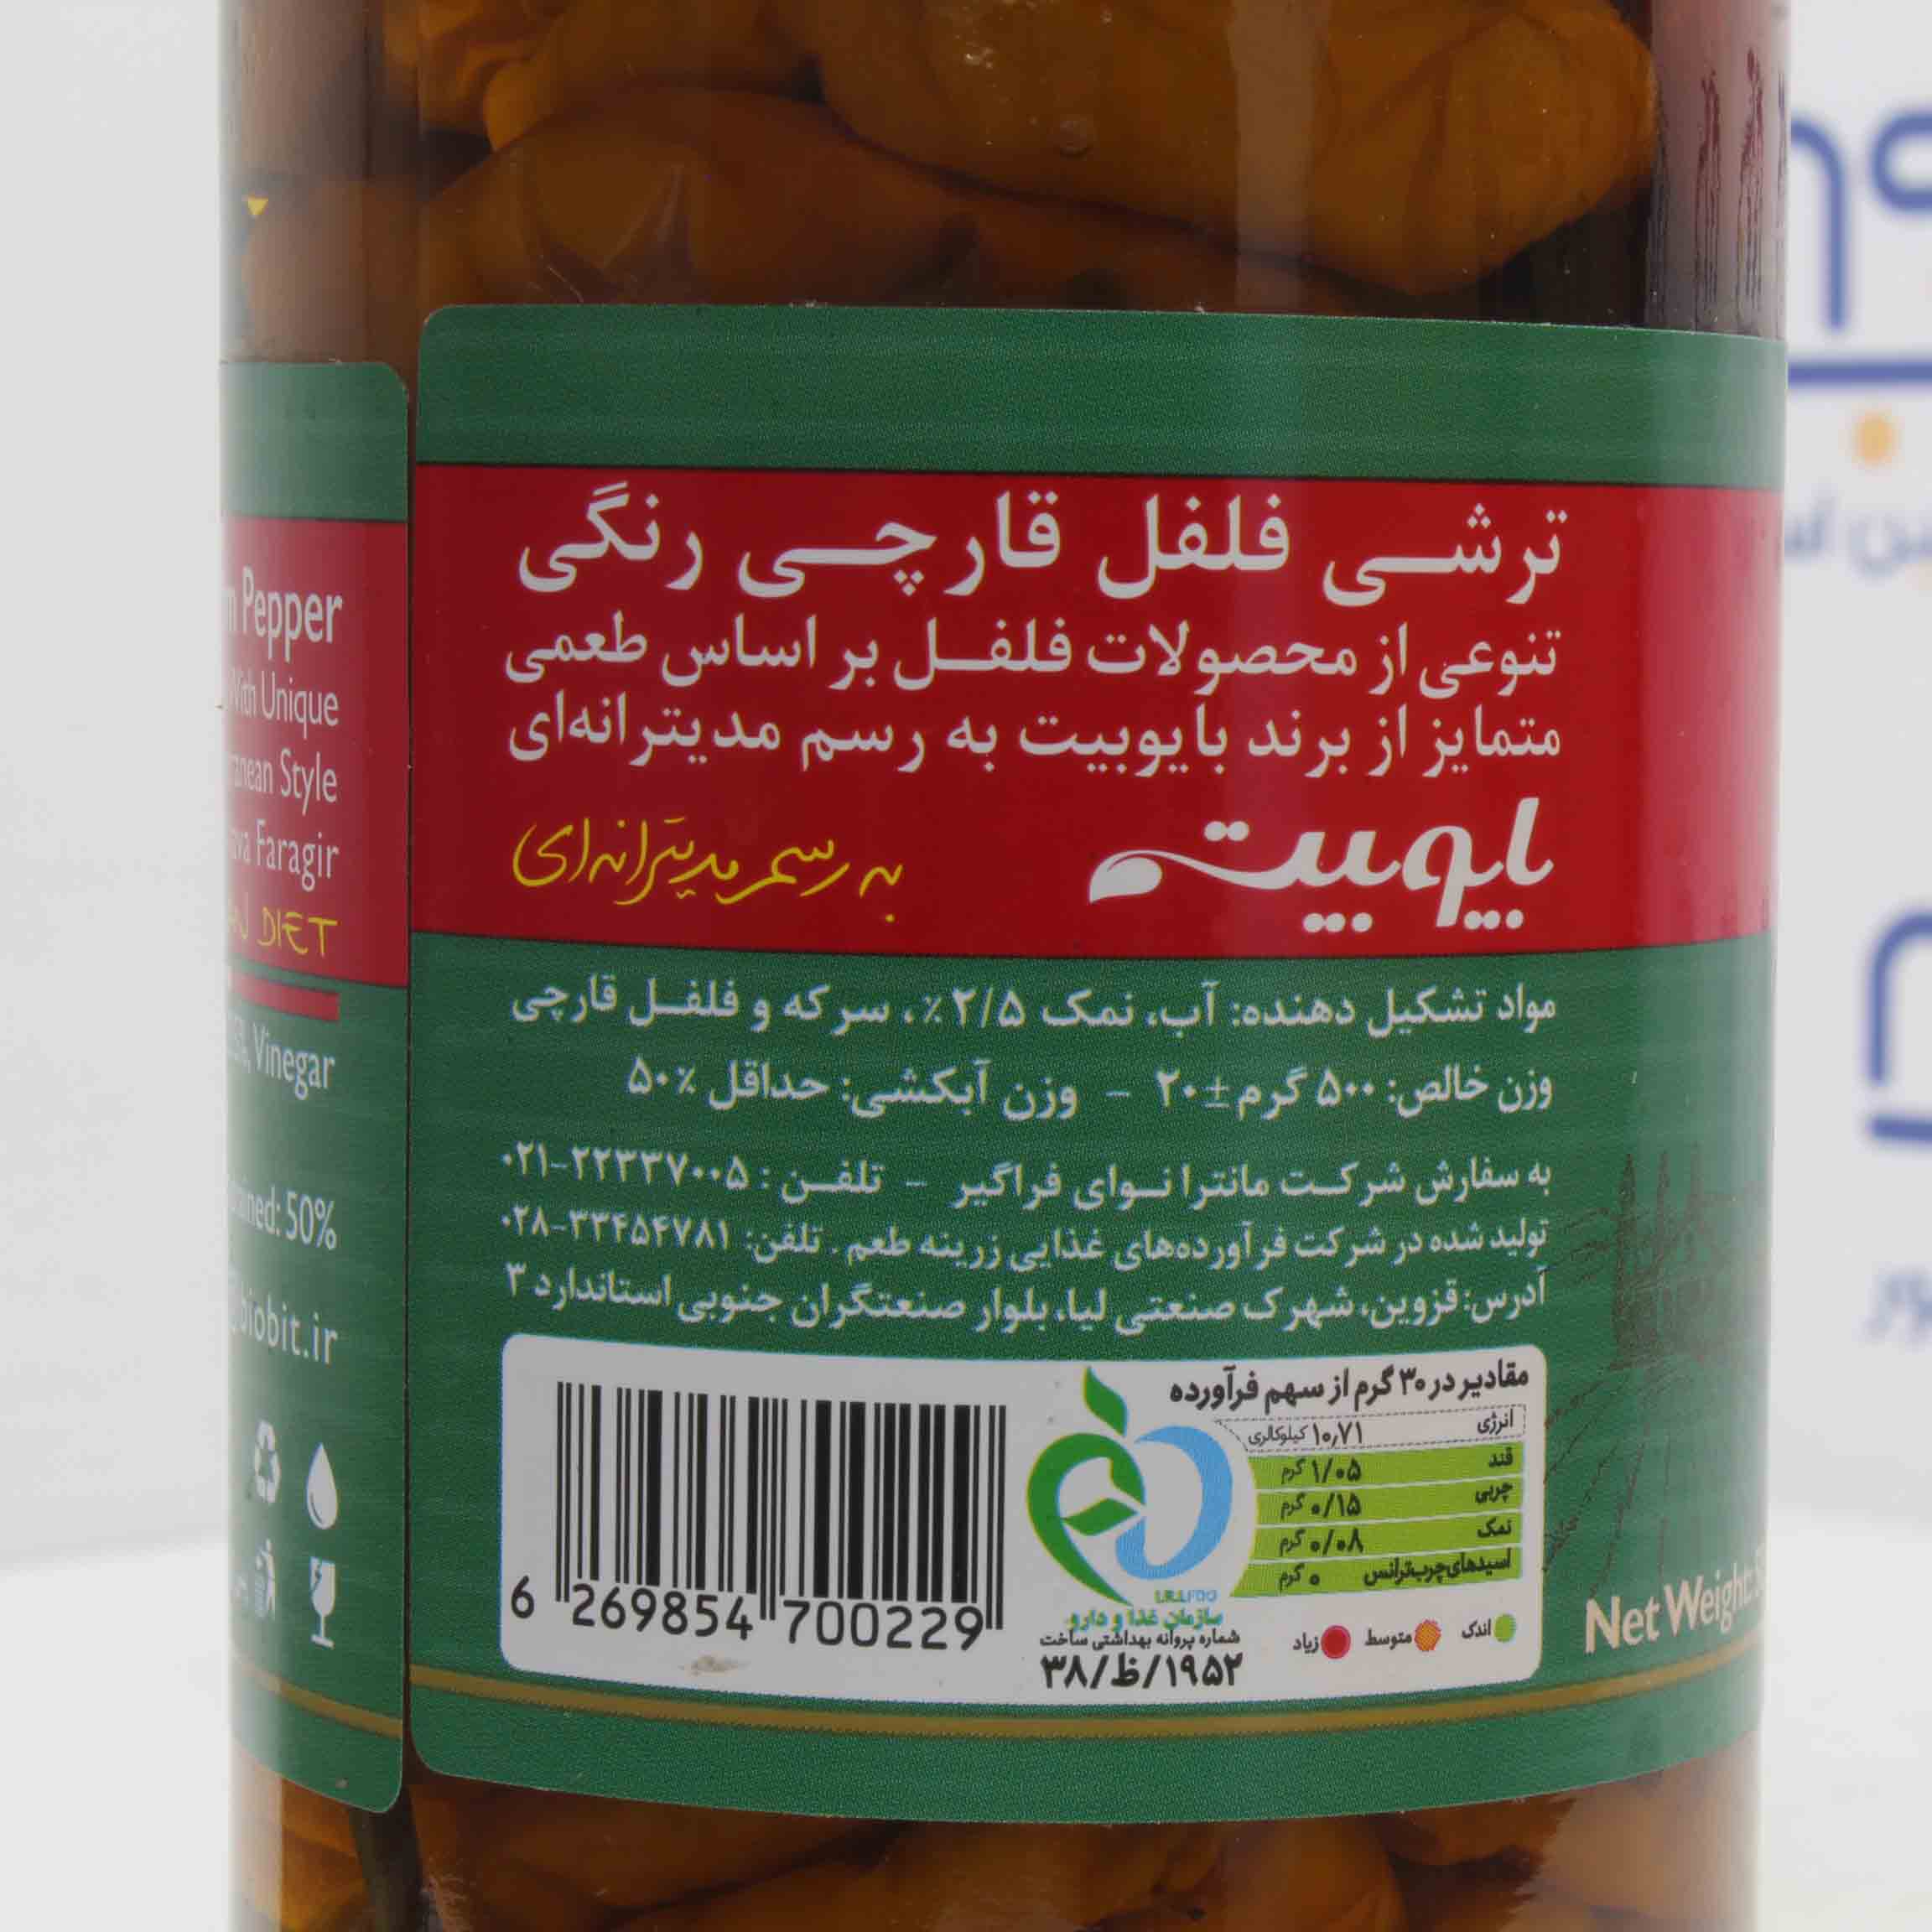 ترشی فلفل قارچی رنگی
تنوعی از محصولات فلفل بر اساس طعمی
متمایز از برند بایوبیت به رسم مدیترانه‌ای
بایوبیت به رسم مدیترانه‌ای
مواد تشکیل دهنده: آب، نمک ۲/۵٪، سرکه و فلفل قارچی
وزن خالص: ۵۰۰ گرم ±۲۰ - وزن آبکشی: حداقل ۵۰٪
به سفارش شرکت مانترا نوای فراگیر - تلفن: ۰۲۱-۲۲۳۳۷۰۰۵
تولید شده در شرکت فرآورده‌های غذایی زرینه طعم. تلفن: ۰۲۸-۳۳۴۵۴۷۸۱
آدرس: قزوین، شهرک صنعتی لیا، بلوار صنعتگران جنوبی استاندارد ۳
مقادیر در ۳۰ گرم از سهم فرآورده
انرژی ۱۰٫۷۱ کیلوکالری
قند ۱/۰۵ گرم
چربی ۰/۱۵ گرم
نمک ۰/۰۸ گرم
اسیدهای چرب ترانس ۰ گرم
اندک متوسط زیاد
سازمان غذا و دارو
شماره پروانه بهداشتی ساخت
۳۸/ظ/۱۹۵۲
6 269854 700229
Pepper
With Unique
Style
Faragir
DIET
Vinegar
50%
biobit.ir
Net Weight: